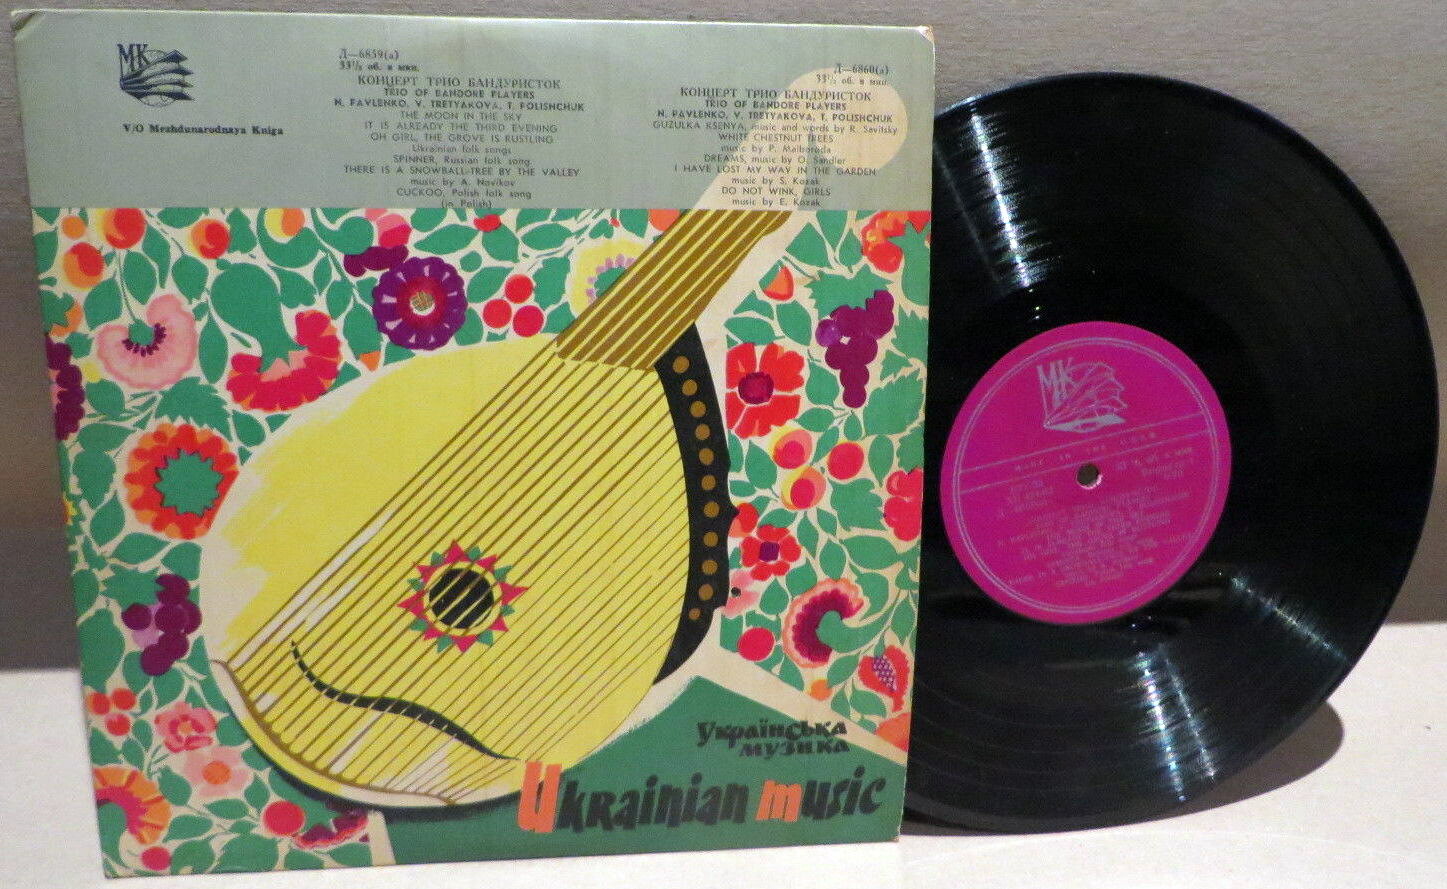 МК
V/O Mezhdunarodnaya Kniga
Д—6859(а)
33⅓ об. в мин.
КОНЦЕРТ ТРИО БАНДУРИСТОК
TRIO OF BANDORE PLAYERS
N. PAVLENKO, V. TRETYAKOVA, T. POLISHCHUK
THE MOON IN THE SKY
IT IS ALREADY THE THIRD EVENING
OH GIRL, THE GROVE IS RUSTLING
Ukrainian folk songs
SPINNER, Russian folk song
THERE IS A SNOWBALL-TREE BY THE VALLEY
music by A. Novikov
CUCKOO, Polish folk song
(in Polish)
Д—6860(а)
33⅓ об. в мин.
КОНЦЕРТ ТРИО БАНДУРИСТОК
TRIO OF BANDORE PLAYERS
N. PAVLENKO, V. TRETYAKOVA, T. POLISHCHUK
GUZULKA KSENYA, music and words by R. Savitsky
WHITE CHESTNUT TREES
music by P. Maiboroda
DREAMS, music by O. Sandler
I HAVE LOST MY WAY IN THE GARDEN
music by S. Kozak
DO NOT WINK, GIRLS
music by E. Kozak
Українська
музика
Ukrainian music
МК
MADE IN THE USSR